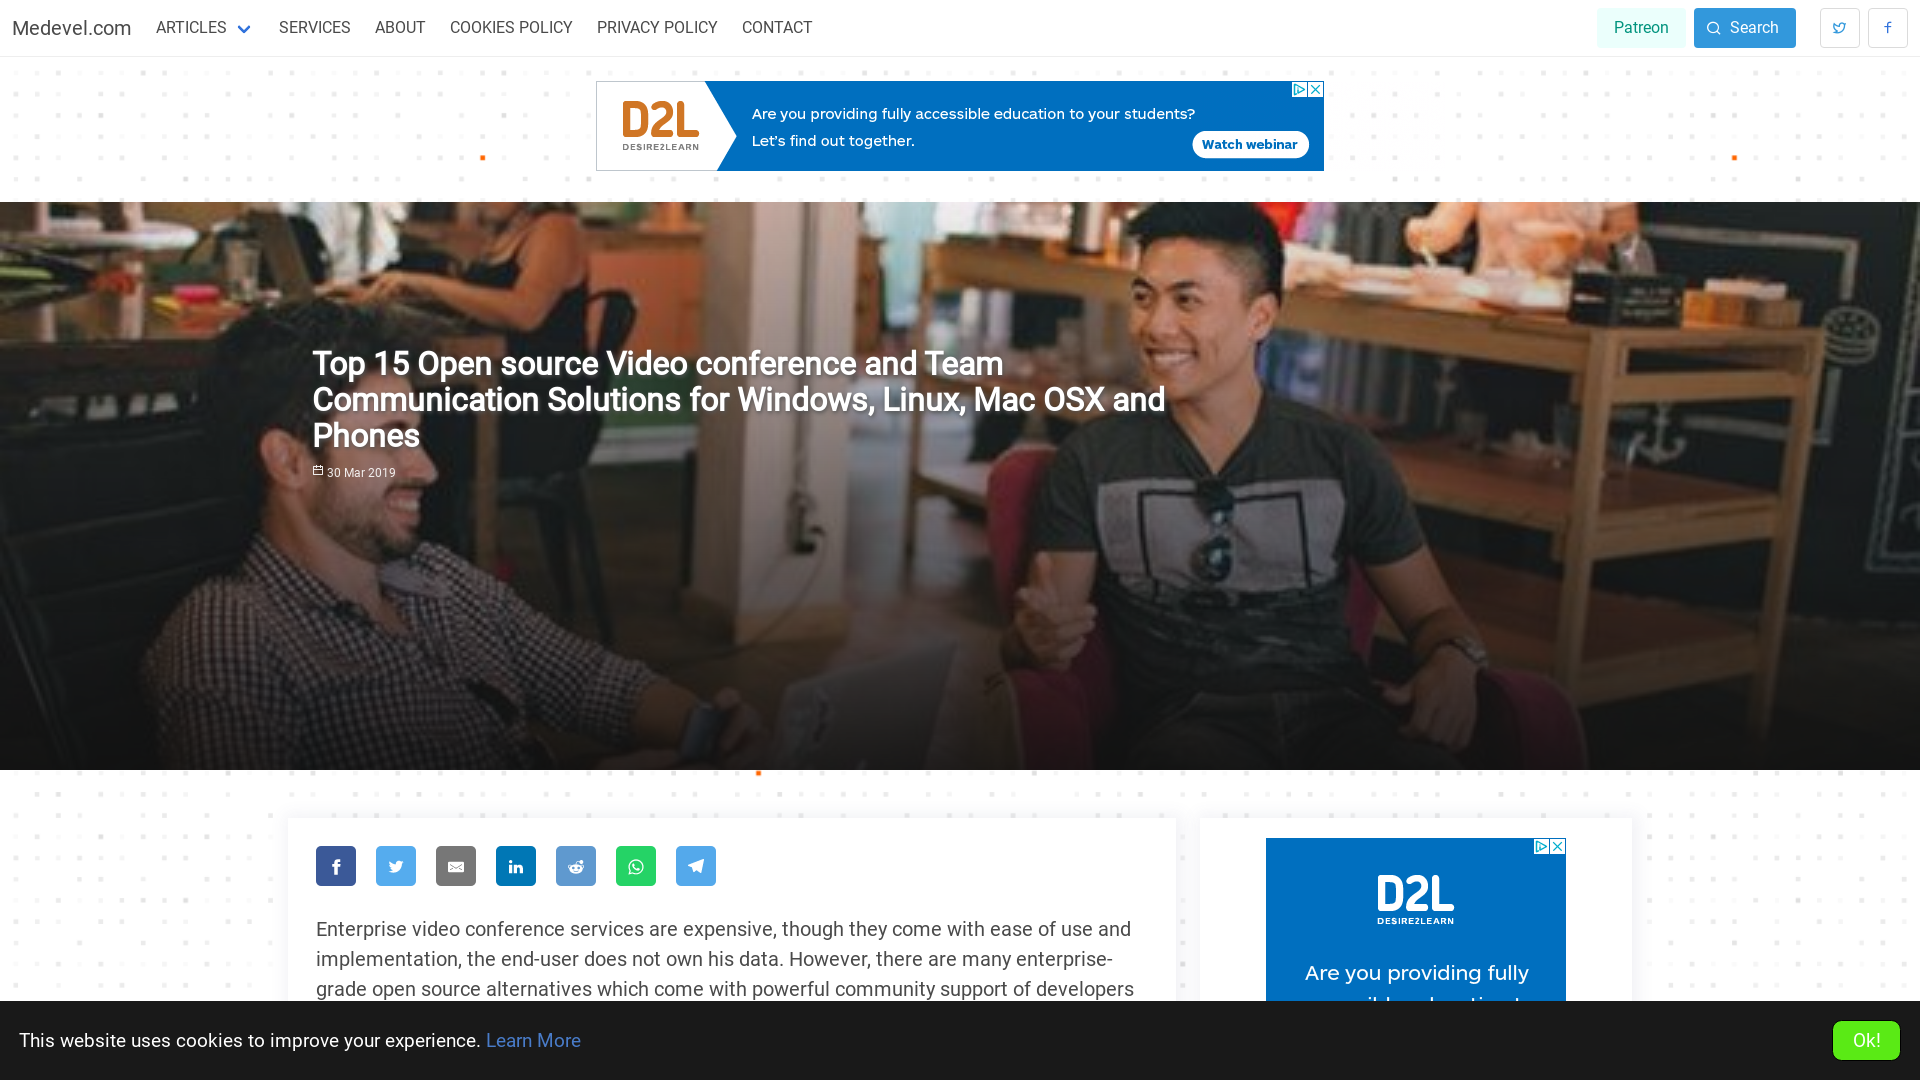 Medevel.com
ARTICLES
SERVICES
ABOUT
COOKIES POLICY
PRIVACY POLICY
CONTACT
Patreon
Search
D2L
DESIRE2LEARN
Are you providing fully accessible education to your students?
Let's find out together.
Watch webinar
Top 15 Open source Video conference and Team
Communication Solutions for Windows, Linux, Mac OSX and
Phones
30 Mar 2019
Enterprise video conference services are expensive, though they come with ease of use and
implementation, the end-user does not own his data. However, there are many enterprise-
grade open source alternatives which come with powerful community support of developers
D2L
DESIRE2LEARN
Are you providing fully
This website uses cookies to improve your experience. Learn More
Ok!